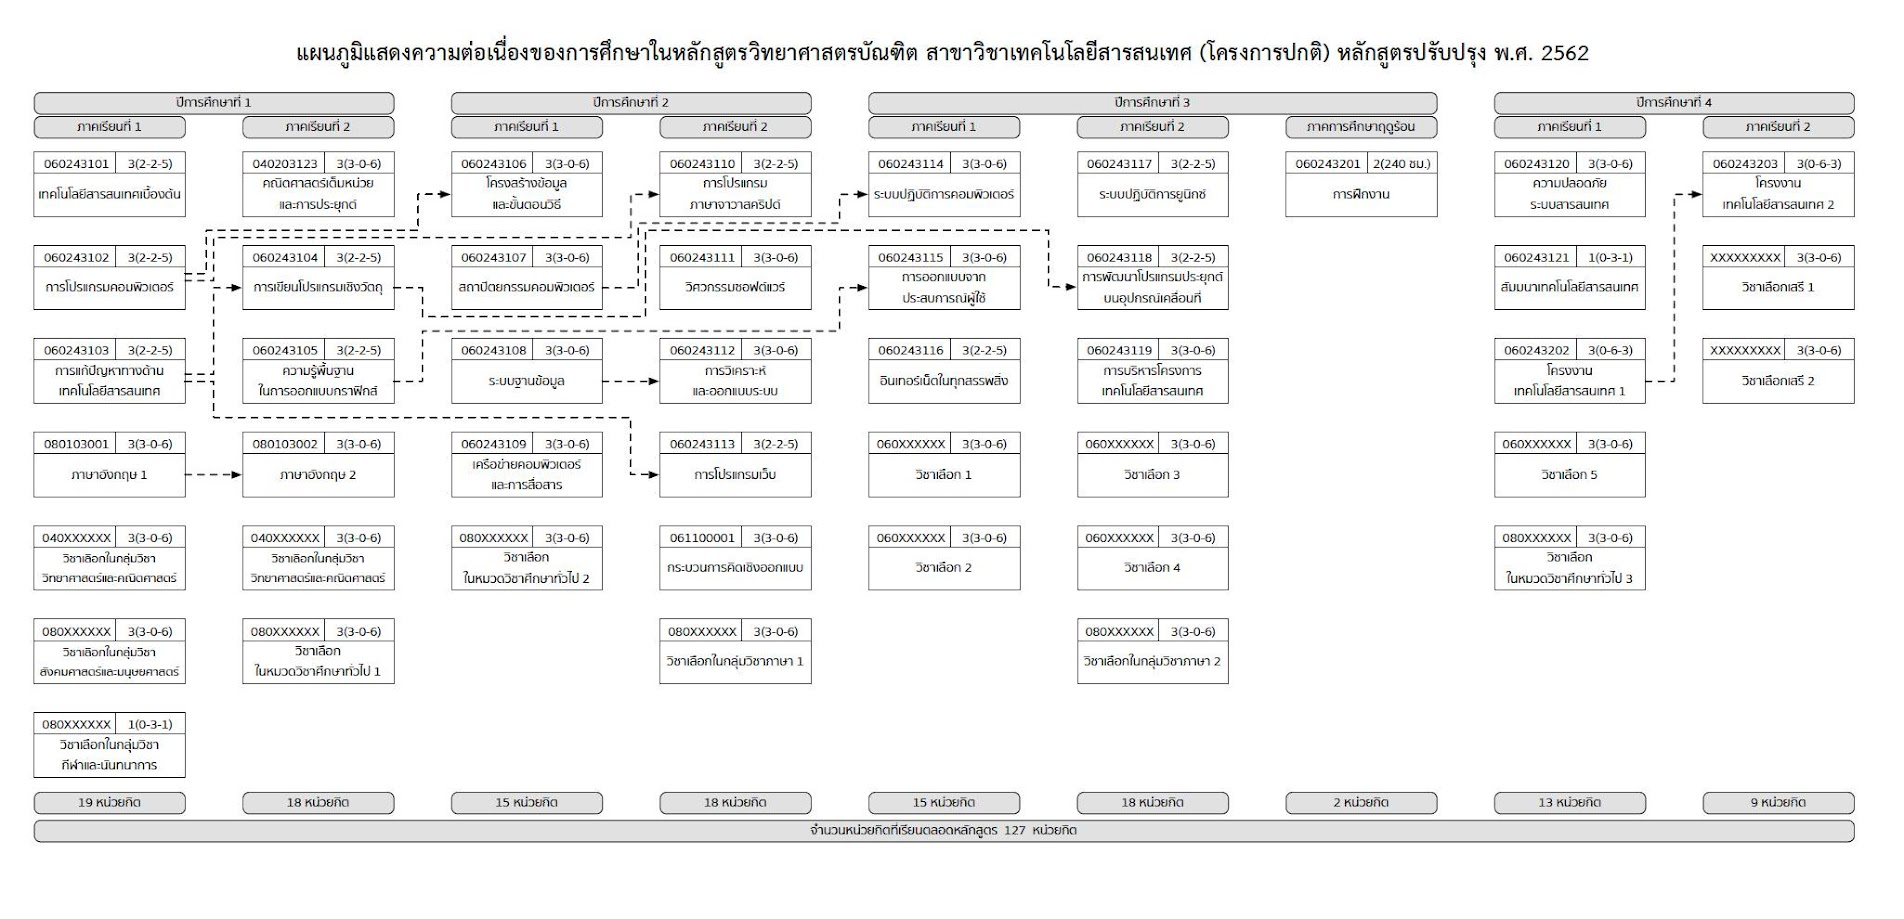 แผนภูมิแสดงความต่อเนื่องของการศึกษาในหลักสูตรวิทยาศาสตรบัณฑิต สาขาวิชาเทคโนโลยีสารสนเทศ (โครงการปกติ) หลักสูตรปรับปรุง พ.ศ. 2562
ปีการศึกษาที่ 1
ภาคเรียนที่ 1
060243101 3(2-2-5)
เทคโนโลยีสารสนเทศเบื้องต้น
060243102 3(2-2-5)
การโปรแกรมคอมพิวเตอร์
060243103 3(2-2-5)
การแก้ปัญหาทางด้าน
เทคโนโลยีสารสนเทศ
080103001 3(3-0-6)
ภาษาอังกฤษ 1
040XXXXXX 3(3-0-6)
วิชาเลือกในกลุ่มวิชา
วิทยาศาสตร์และคณิตศาสตร์
080XXXXXX 3(3-0-6)
วิชาเลือกในกลุ่มวิชา
สังคมศาสตร์และมนุษยศาสตร์
080XXXXXX 1(0-3-1)
วิชาเลือกในกลุ่มวิชา
กีฬาและนันทนาการ
19 หน่วยกิต
ภาคเรียนที่ 2
040203123 3(3-0-6)
คณิตศาสตร์เต็มหน่วย
และการประยุกต์
060243104 3(2-2-5)
การเขียนโปรแกรมเชิงวัตถุ
060243105 3(2-2-5)
ความรู้พื้นฐาน
ในการออกแบบกราฟิกส์
080103002 3(3-0-6)
ภาษาอังกฤษ 2
040XXXXXX 3(3-0-6)
วิชาเลือกในกลุ่มวิชา
วิทยาศาสตร์และคณิตศาสตร์
080XXXXXX 3(3-0-6)
วิชาเลือก
ในหมวดวิชาศึกษาทั่วไป 1
18 หน่วยกิต
ปีการศึกษาที่ 2
ภาคเรียนที่ 1
060243106 3(3-0-6)
โครงสร้างข้อมูล
และขั้นตอนวิธี
060243107 3(3-0-6)
สถาปัตยกรรมคอมพิวเตอร์
060243108 3(3-0-6)
ระบบฐานข้อมูล
060243109 3(3-0-6)
เครือข่ายคอมพิวเตอร์
และการสื่อสาร
080XXXXXX 3(3-0-6)
วิชาเลือก
ในหมวดวิชาศึกษาทั่วไป 2
15 หน่วยกิต
ภาคเรียนที่ 2
060243110 3(2-2-5)
การโปรแกรม
ภาษาจาวาสคริปต์
060243111 3(3-0-6)
วิศวกรรมซอฟต์แวร์
060243112 3(3-0-6)
การวิเคราะห์
และออกแบบระบบ
060243113 3(2-2-5)
การโปรแกรมเว็บ
061100001 3(3-0-6)
กระบวนการคิดเชิงออกแบบ
080XXXXXX 3(3-0-6)
วิชาเลือกในกลุ่มวิชาภาษา 1
18 หน่วยกิต
ปีการศึกษาที่ 3
ภาคเรียนที่ 1
060243114 3(3-0-6)
ระบบปฏิบัติการคอมพิวเตอร์
060243115 3(3-0-6)
การออกแบบจาก
ประสบการณ์ผู้ใช้
060243116 3(2-2-5)
อินเทอร์เน็ตในทุกสรรพสิ่ง
060XXXXXX 3(3-0-6)
วิชาเลือก 1
060XXXXXX 3(3-0-6)
วิชาเลือก 2
15 หน่วยกิต
ภาคเรียนที่ 2
060243117 3(2-2-5)
ระบบปฏิบัติการยูนิกซ์
060243118 3(2-2-5)
การพัฒนาโปรแกรมประยุกต์
บนอุปกรณ์เคลื่อนที่
060243119 3(3-0-6)
การบริหารโครงการ
เทคโนโลยีสารสนเทศ
060XXXXXX 3(3-0-6)
วิชาเลือก 3
060XXXXXX 3(3-0-6)
วิชาเลือก 4
080XXXXXX 3(3-0-6)
วิชาเลือกในกลุ่มวิชาภาษา 2
18 หน่วยกิต
ภาคการศึกษาฤดูร้อน
060243201 2(240 ชม.)
การฝึกงาน
2 หน่วยกิต
ปีการศึกษาที่ 4
ภาคเรียนที่ 1
060243120 3(3-0-6)
ความปลอดภัย
ระบบสารสนเทศ
060243121 1(0-3-1)
สัมมนาเทคโนโลยีสารสนเทศ
060243202 3(0-6-3)
โครงงาน
เทคโนโลยีสารสนเทศ 1
060XXXXXX 3(3-0-6)
วิชาเลือก 5
080XXXXXX 3(3-0-6)
วิชาเลือก
ในหมวดวิชาศึกษาทั่วไป 3
13 หน่วยกิต
ภาคเรียนที่ 2
060243203 3(0-6-3)
โครงงาน
เทคโนโลยีสารสนเทศ 2
XXXXXXXXX 3(3-0-6)
วิชาเลือกเสรี 1
XXXXXXXXX 3(3-0-6)
วิชาเลือกเสรี 2
9 หน่วยกิต
จำนวนหน่วยกิตที่เรียนตลอดหลักสูตร 127 หน่วยกิต